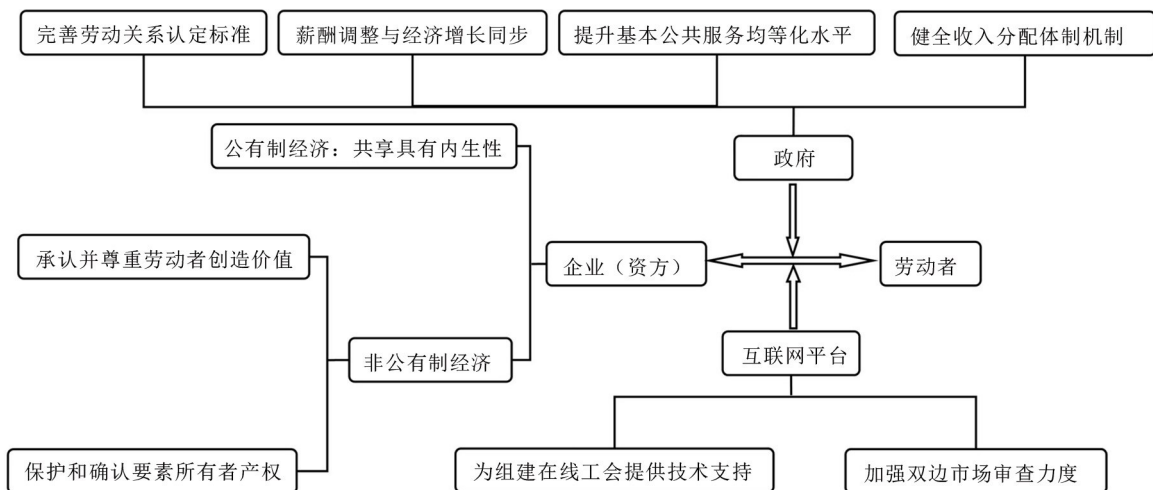 完善劳动关系认定标准
薪酬调整与经济增长同步
提升基本公共服务均等化水平
健全收入分配体制机制
公有制经济：共享具有内生性
政府
承认并尊重劳动者创造价值
企业（资方）
劳动者
非公有制经济
互联网平台
保护和确认要素所有者产权
为组建在线工会提供技术支持
加强双边市场审查力度